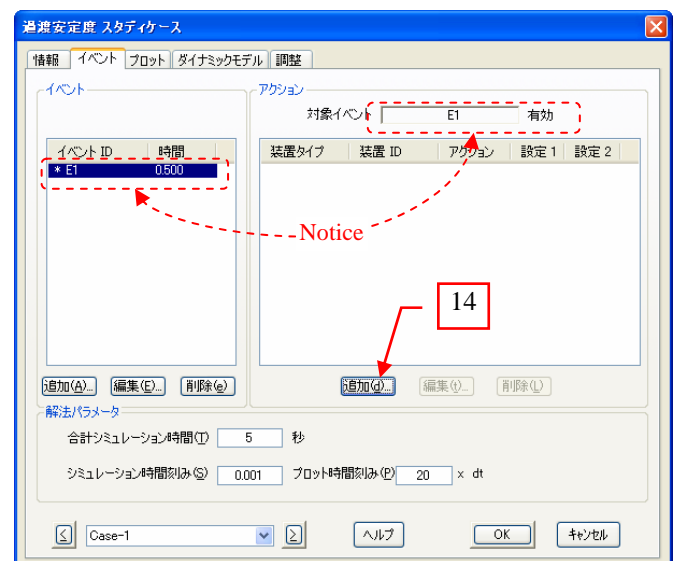 過渡安定度 スタディケース
情報 イベント プロット ダイナミックモデル 調整
イベント
アクション
対象イベント E1 有効
イベント ID 時間
* E1 0.500
装置タイプ 装置 ID アクション 設定 1 設定 2
Notice
14
追加(A)... 編集(E)... 削除(e)
追加(d)... 編集(t)... 削除(L)
解法パラメータ
合計シミュレーション時間(T) 5 秒
シミュレーション時間刻み(S) 0.001 プロット時間刻み(P) 20 x dt
≤ Case-1 ≥ ヘルプ OK キャンセル